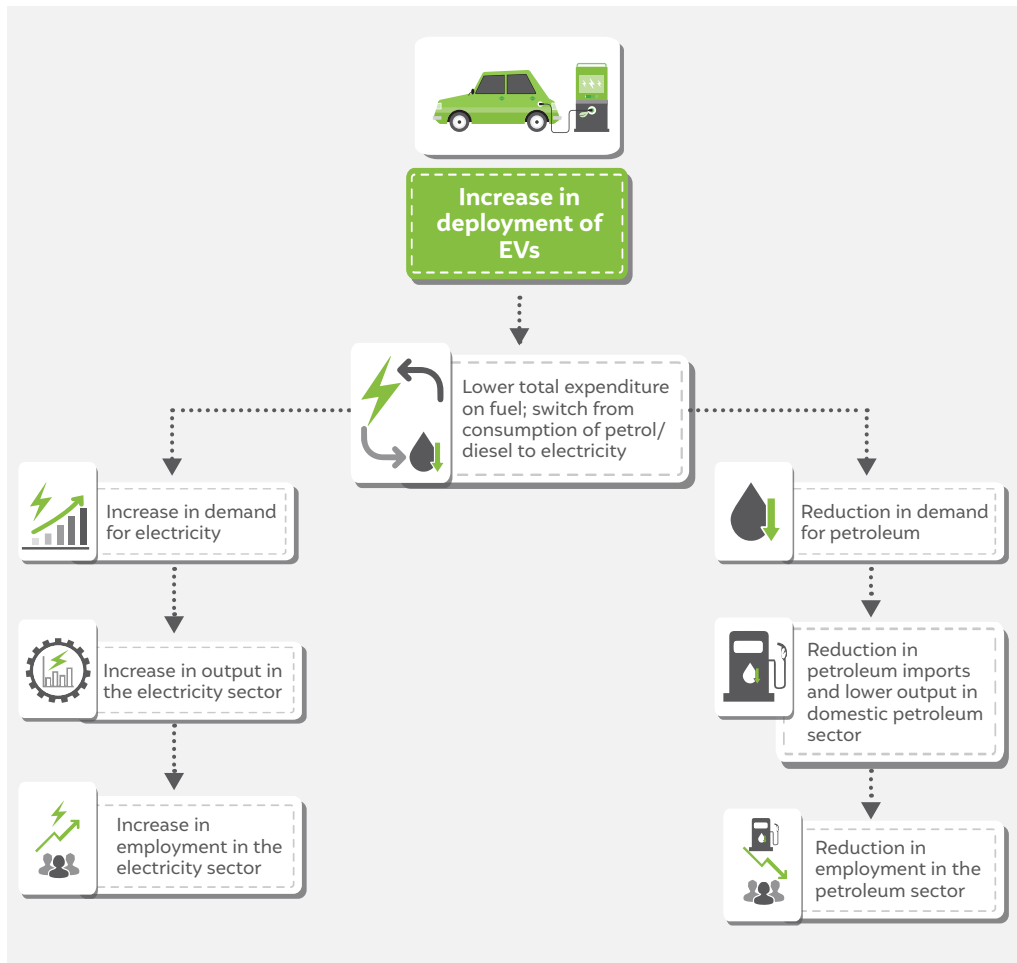 Increase in
deployment of
EVs
Lower total expenditure
on fuel; switch from
consumption of petrol/
diesel to electricity
Increase in demand
for electricity
Increase in output in
the electricity sector
Increase in
employment in the
electricity sector
Reduction in demand
for petroleum
Reduction in
petroleum imports
and lower output in
domestic petroleum
sector
Reduction in
employment in the
petroleum sector